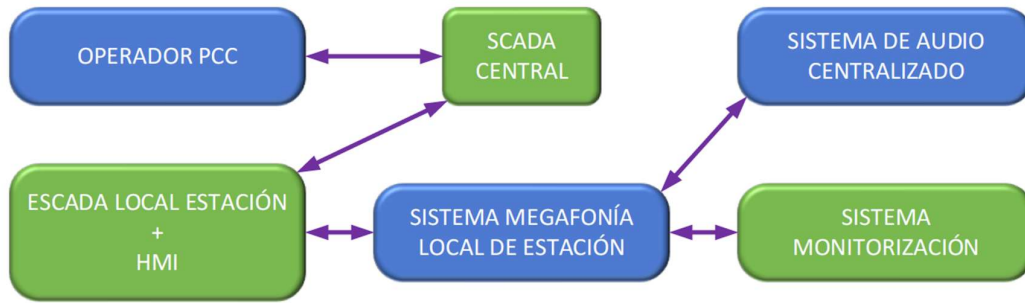 OPERADOR PCC
SCADA
CENTRAL
SISTEMA DE AUDIO
CENTRALIZADO
ESCADA LOCAL ESTACIÓN
+
HMI
SISTEMA MEGAFONÍA
LOCAL DE ESTACIÓN
SISTEMA
MONITORIZACIÓN